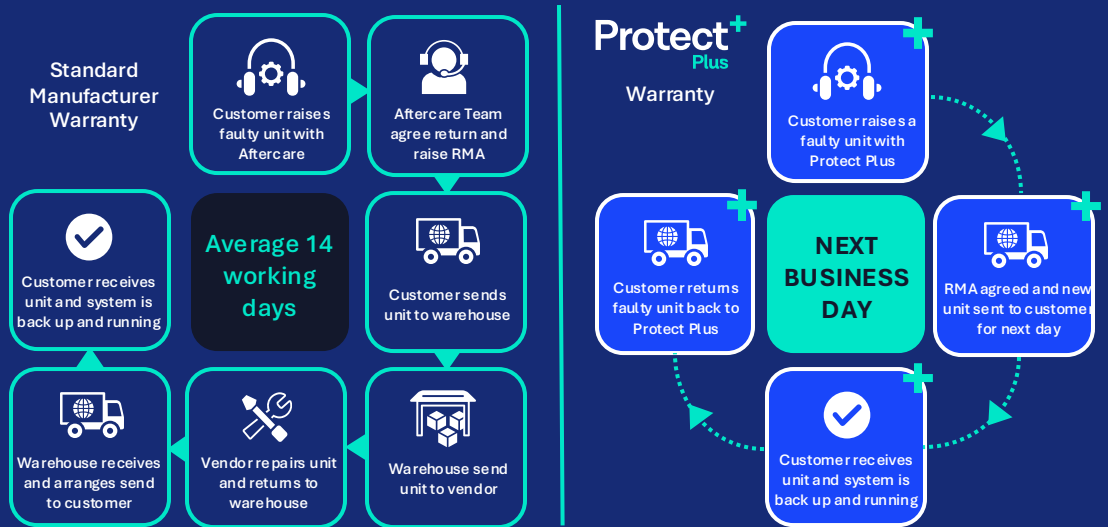 Standard
Manufacturer
Warranty
Customer raises
faulty unit with
Aftercare
Aftercare Team
agree return and
raise RMA
Customer sends
unit to warehouse
Warehouse send
unit to vendor
Vendor repairs unit
and returns to
warehouse
Warehouse receives
and arranges send
to customer
Customer receives
unit and system is
back up and running
Average 14
working
days
Protect+
Plus
Warranty
Customer raises a
faulty unit with
Protect Plus
RMA agreed and new
unit sent to customer
for next day
Customer receives
unit and system is
back up and running
Customer returns
faulty unit back to
Protect Plus
NEXT
BUSINESS
DAY